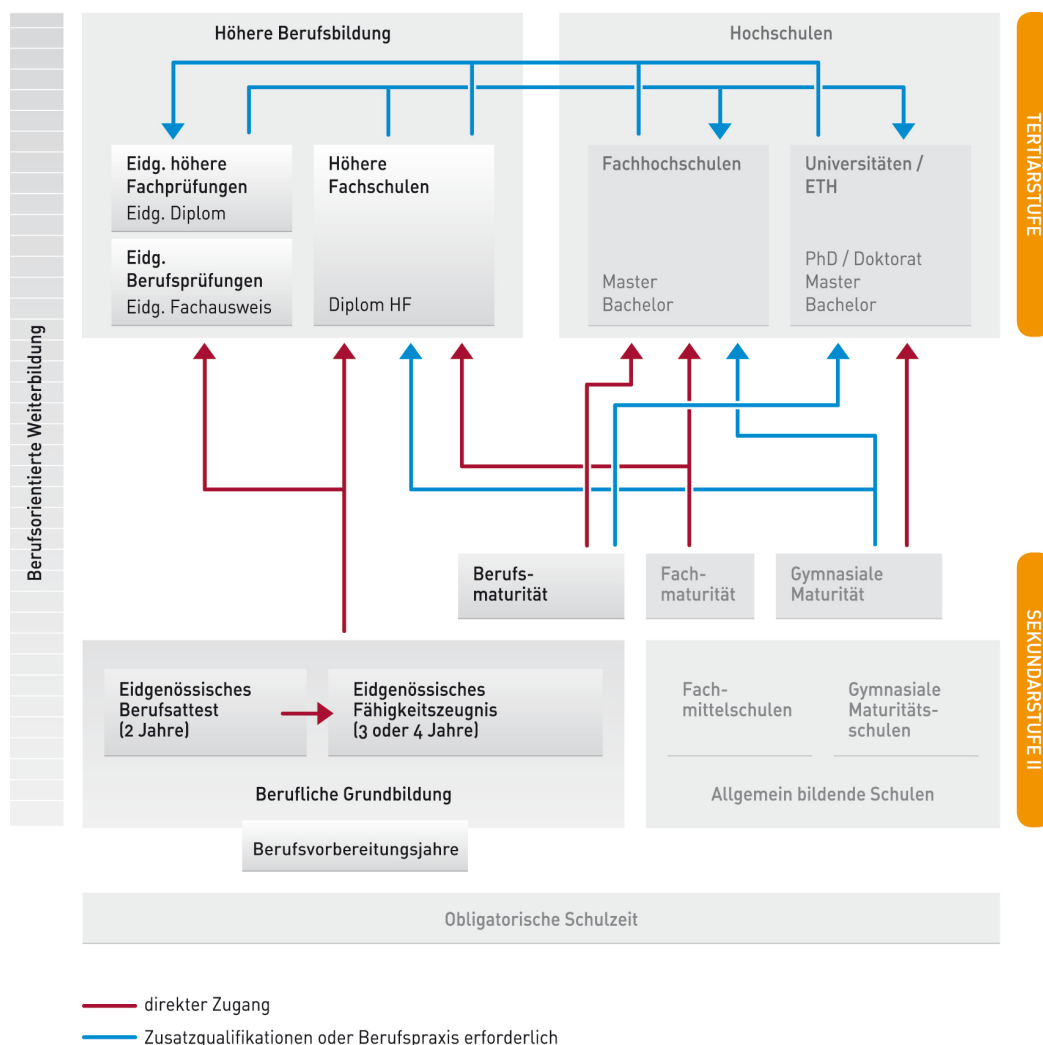 Höhere Berufsbildung
Hochschulen
Eidg. höhere
Fachprüfungen
Eidg. Diplom
Eidg.
Berufsprüfungen
Eidg. Fachausweis
Höhere
Fachschulen
Diplom HF
Fachhochschulen
Master
Bachelor
Universitäten /
ETH
PhD / Doktorat
Master
Bachelor
TERTIÄRSTUFE
Berufsorientierte Weiterbildung
Berufs-
maturität
Fach-
maturität
Gymnasiale
Maturität
SEKUNDARSTUFE II
Eidgenössisches
Berufsattest
(2 Jahre)
Eidgenössisches
Fähigkeitszeugnis
(3 oder 4 Jahre)
Berufliche Grundbildung
Fach-
mittelschulen
Gymnasiale
Maturitäts-
schulen
Allgemein bildende Schulen
Berufsvorbereitungsjahre
Obligatorische Schulzeit
direkter Zugang
Zusatzqualifikationen oder Berufspraxis erforderlich